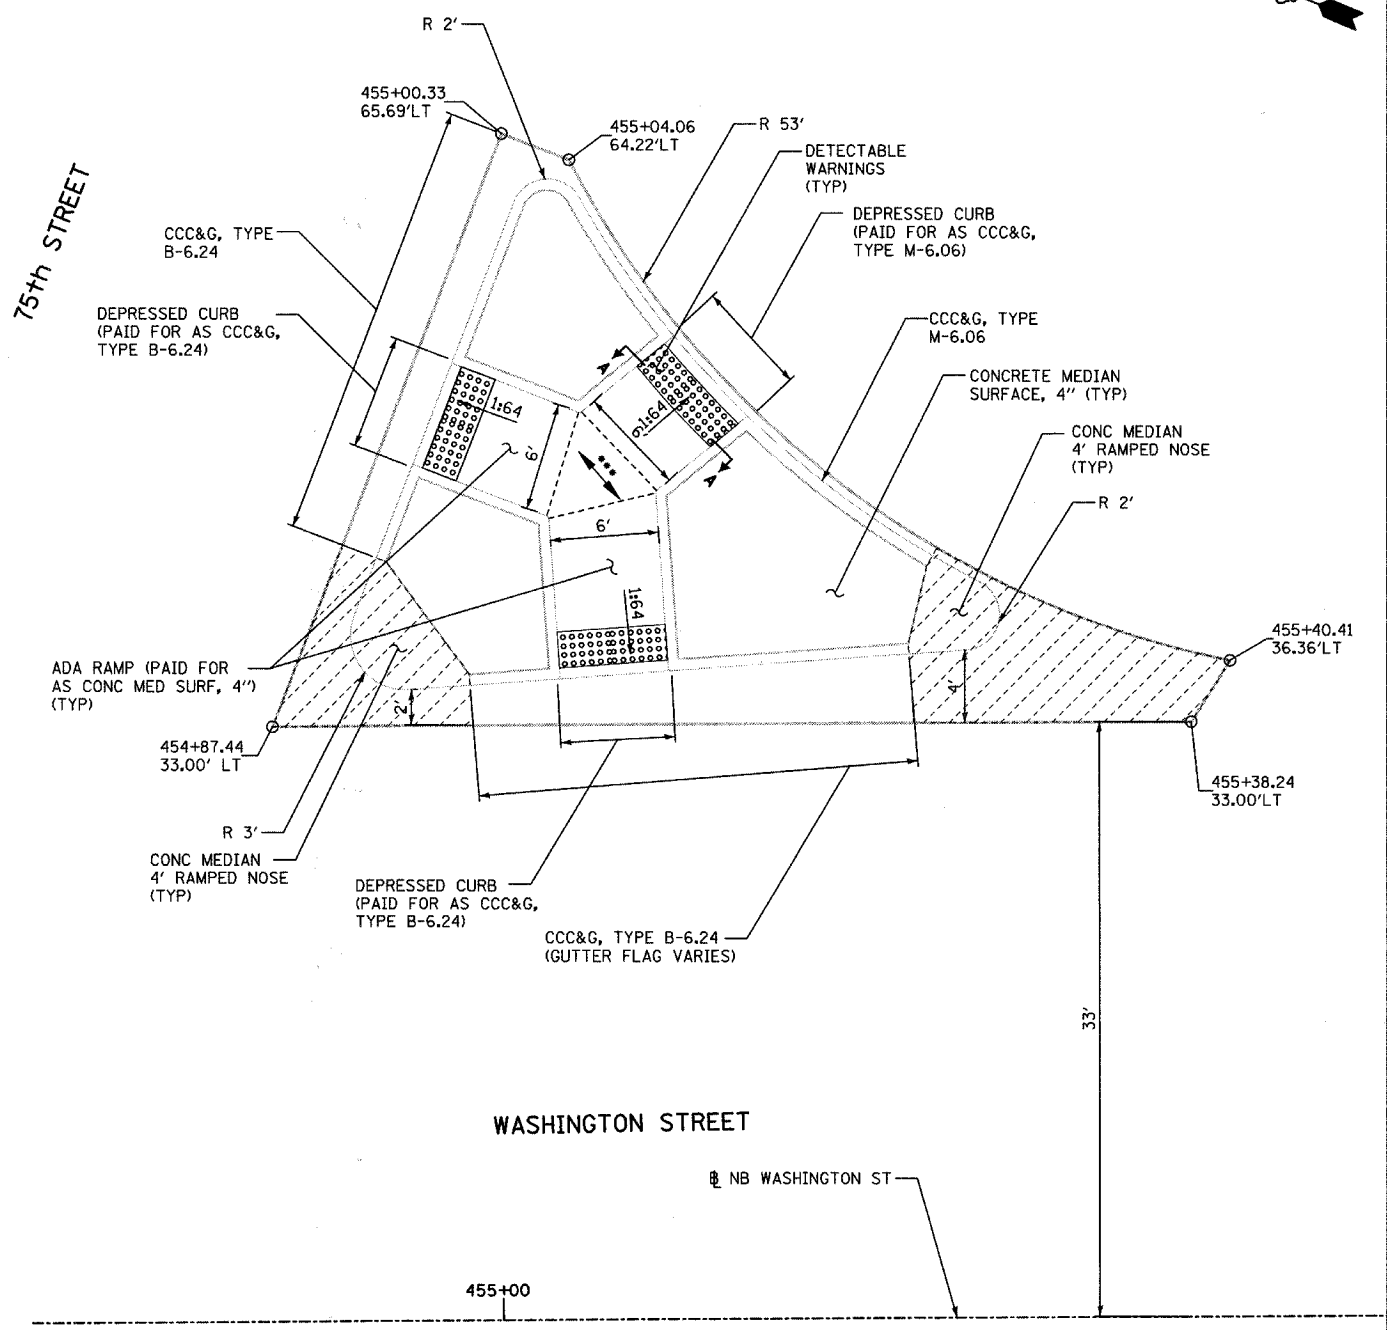 R 2'
455+00.33
65.69'LT
455+04.06
64.22'LT
R 53'
DETECTABLE
WARNINGS
(TYP)
75th STREET
CCC&G, TYPE
B-6.24
DEPRESSED CURB
(PAID FOR AS CCC&G,
TYPE M-6.06)
DEPRESSED CURB
(PAID FOR AS CCC&G,
TYPE B-6.24)
CCC&G, TYPE
M-6.06
A
CONCRETE MEDIAN
SURFACE, 4" (TYP)
1:64
1:64
6'
6'
***
A
CONC MEDIAN
4' RAMPED NOSE
(TYP)
R 2'
6'
1:64
455+40.41
36.36'LT
ADA RAMP (PAID FOR
AS CONC MED SURF, 4")
(TYP)
2'
4'
454+87.44
33.00' LT
455+38.24
33.00'LT
R 3'
CONC MEDIAN
4' RAMPED NOSE
(TYP)
DEPRESSED CURB
(PAID FOR AS CCC&G,
TYPE B-6.24)
CCC&G, TYPE B-6.24
(GUTTER FLAG VARIES)
33'
WASHINGTON STREET
℄ NB WASHINGTON ST
455+00